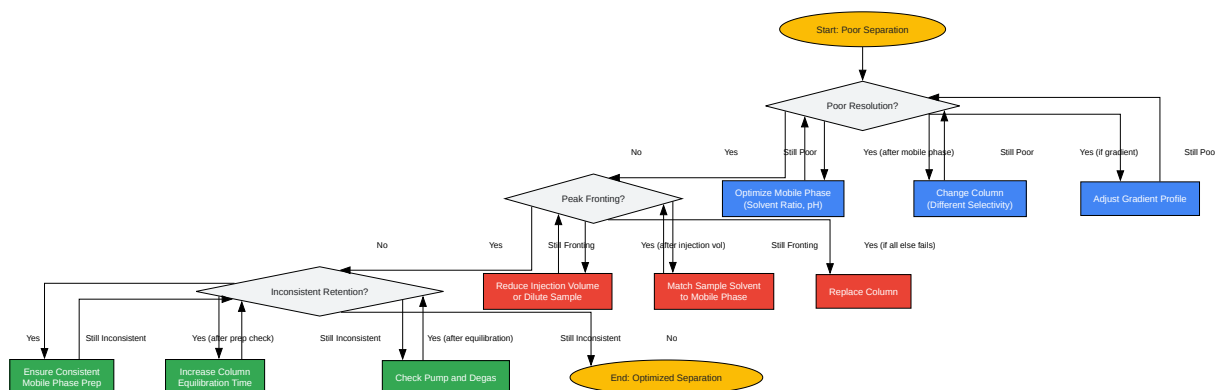 Start: Poor Separation
Poor Resolution?
No
Yes
Still Poor
Yes (after mobile phase)
Still Poor
Yes (if gradient)
Still Poo
Optimize Mobile Phase
(Solvent Ratio, pH)
Change Column
(Different Selectivity)
Adjust Gradient Profile
Peak Fronting?
No
Yes
Still Fronting
Yes (after injection vol)
Still Fronting
Yes (if all else fails)
Reduce Injection Volume
or Dilute Sample
Match Sample Solvent
to Mobile Phase
Replace Column
Inconsistent Retention?
Yes
Still Inconsistent
Yes (after prep check)
Still Inconsistent
Yes (after equilibration)
Still Inconsistent
No
Ensure Consistent
Mobile Phase Prep
Increase Column
Equilibration Time
Check Pump and Degas
End: Optimized Separation